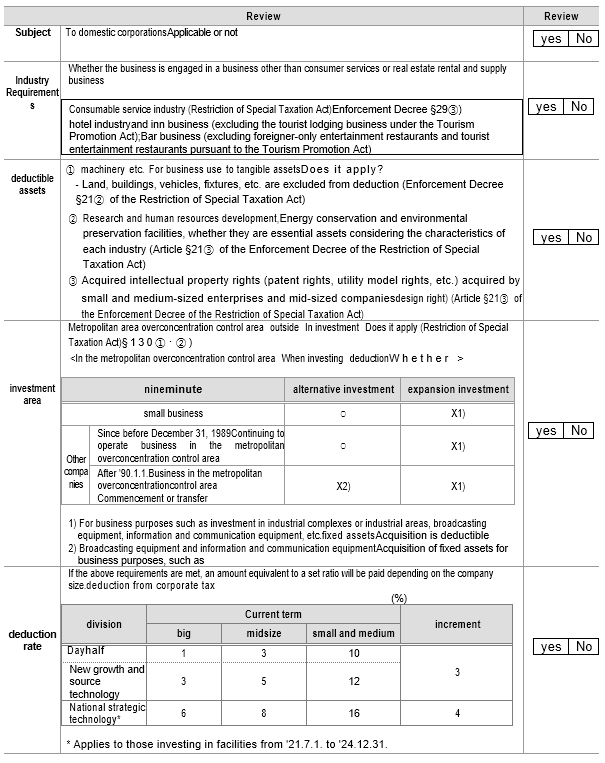 Review Review
Subject To domestic corporationsApplicable or not yes No
Industry Requirement s
Whether the business is engaged in a business other than consumer services or real estate rental and supply
business
yes No
Consumable service industry (Restriction of Special Taxation Act)Enforcement Decree §29③)
hotel industryand inn business (excluding the tourist lodging business under the Tourism
Promotion Act);Bar business (excluding foreigner-only entertainment restaurants and tourist
entertainment restaurants pursuant to the Tourism Promotion Act)
deductible assets
① machinery etc. For business use to tangible assetsDoes it apply?
- Land, buildings, vehicles, fixtures, etc. are excluded from deduction (Enforcement Decree
§21② of the Restriction of Special Taxation Act)
② Research and human resources development,Energy conservation and environmental
preservation facilities, whether they are essential assets considering the characteristics of
each industry (Article §21③ of the Enforcement Decree of the Restriction of Special
Taxation Act)
③ Acquired intellectual property rights (patent rights, utility model rights, etc.) acquired by
small and medium-sized enterprises and mid-sized companiesdesign right) (Article §21③ of
the Enforcement Decree of the Restriction of Special Taxation Act)
yes No
investment area
Metropolitan area overconcentration control area outside In investment Does it apply (Restriction of Special
Taxation Act)§130①·②)
<In the metropolitan overconcentration control area When investing deductionWhether >
nineminute alternative investment expansion investment
small business ○ X1)
Other compa nies
Since before December 31, 1989Continuing to
operate business in the metropolitan
overconcentration control area
○ X1)
After '90.1.1.Business in the metropolitan
overconcentrationcontrol area
Commencement or transfer
X2) X1)
1) For business purposes such as investment in industrial complexes or industrial areas, broadcasting
equipment, information and communication equipment, etc.fixed assetsAcquisition is deductible
2) Broadcasting equipment and information and communication equipmentAcquisition of fixed assets for
business purposes, such as
yes No
deduction rate
If the above requirements are met, an amount equivalent to a set ratio will be paid depending on the company
size.deduction from corporate tax
(%)
division Current term increment
big midsize small and medium
Dayhalf 1 3 10 3
New growth and
source
technology
3 5 12
National strategic
technology*
6 8 16 4
* Applies to those investing in facilities from '21.7.1. to '24.12.31.
yes No